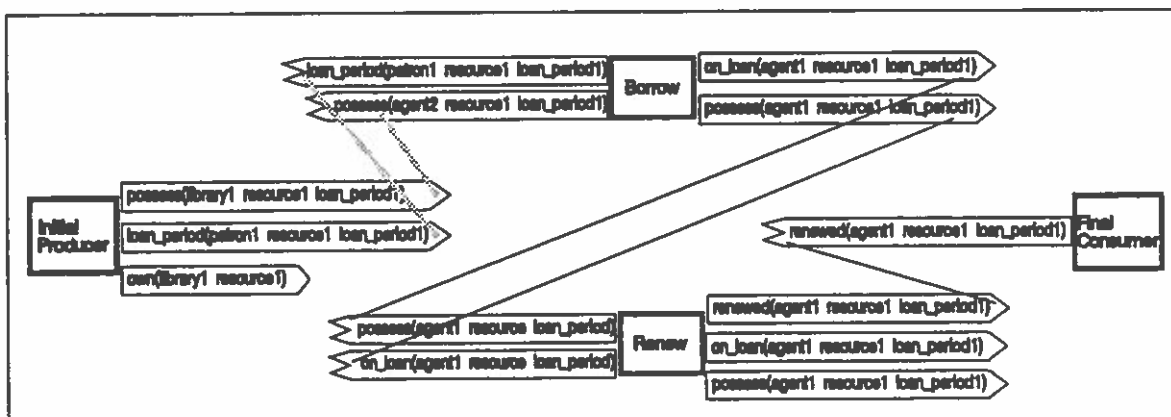 loan_period(patron1 resource1 loan_period1)
possess(agent2 resource1 loan_period1)
Borrow
on_loan(agent1 resource1 loan_period1)
possess(agent1 resource1 loan_period1)
Initial
Producer
possess(library1 resource1 loan_period1)
loan_period(patron1 resource1 loan_period1)
own(library1 resource1)
renewed(agent1 resource1 loan_period1)
Final
Consumer
possess(agent1 resource loan_period)
on_loan(agent1 resource loan_period)
Renew
renewed(agent1 resource1 loan_period1)
on_loan(agent1 resource1 loan_period1)
possess(agent1 resource1 loan_period1)